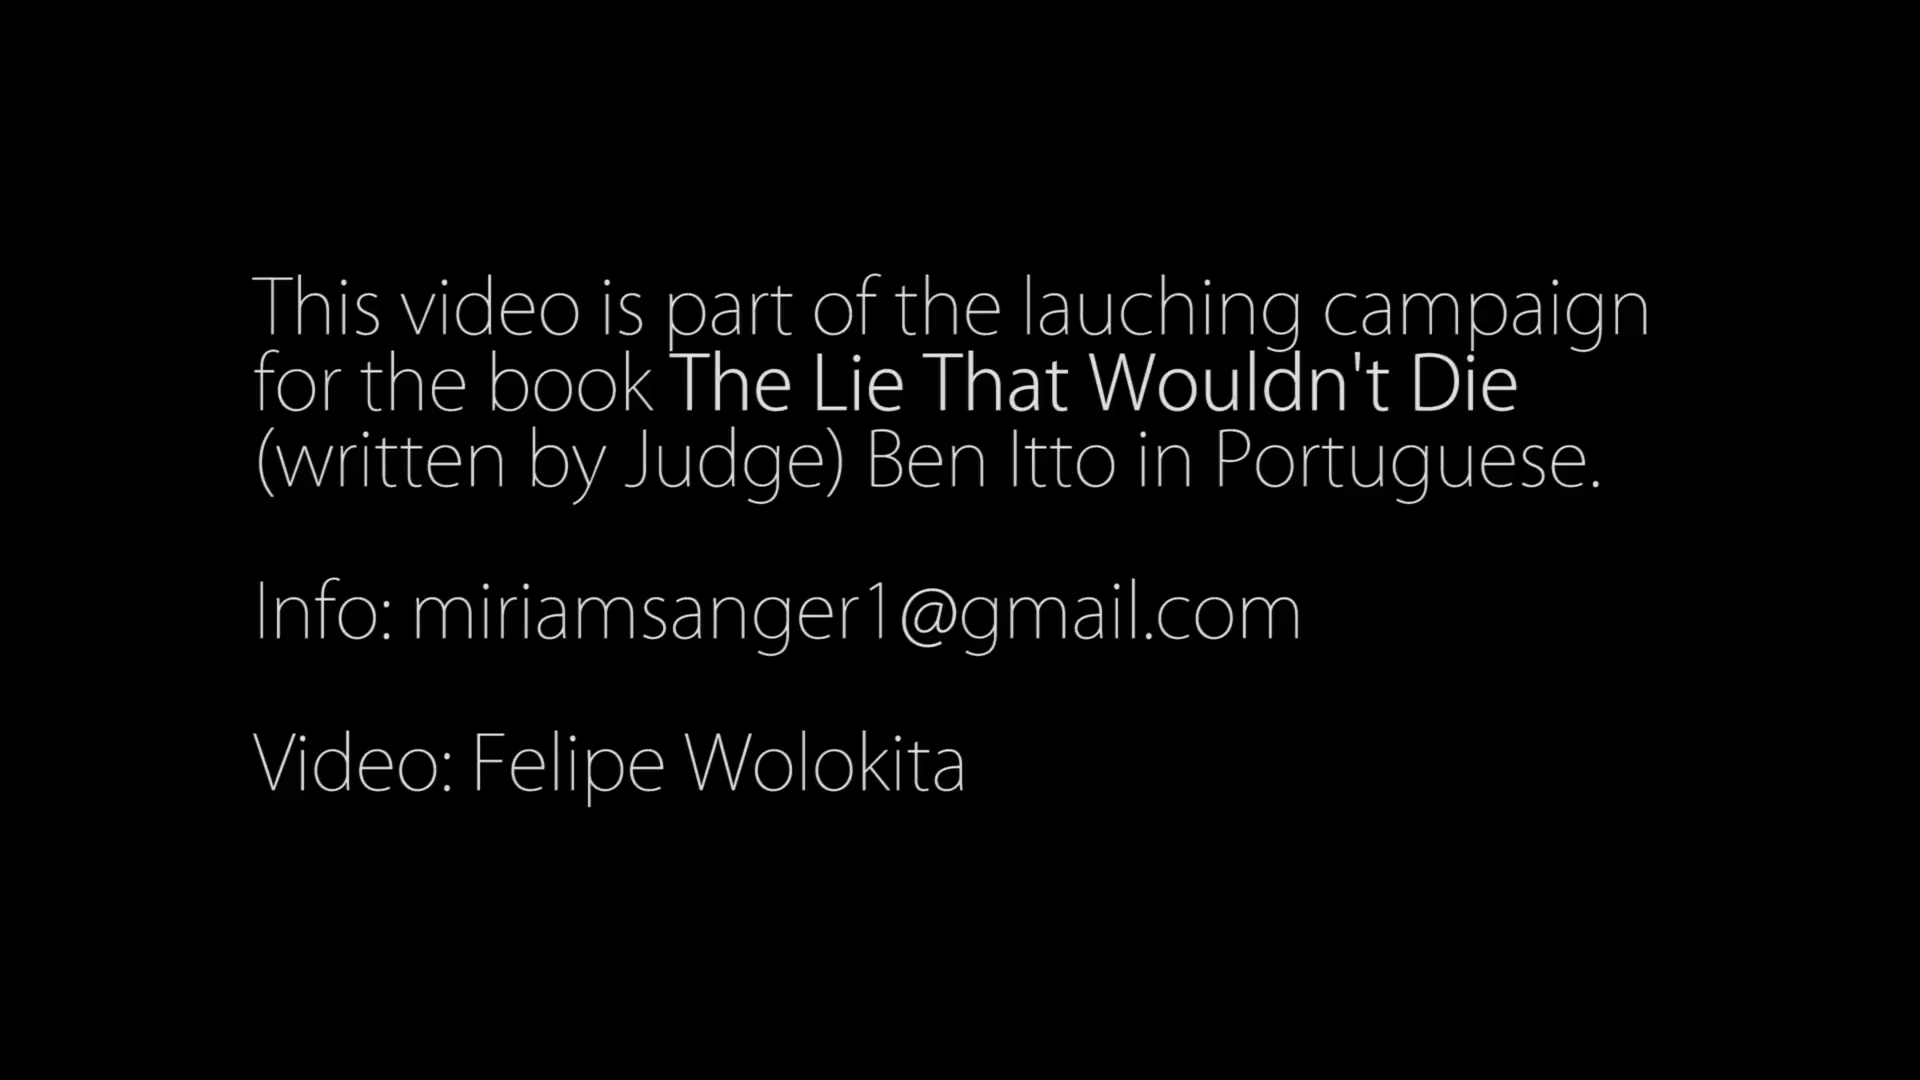 This video is part of the lauching campaign
for the book The Lie That Wouldn't Die
(written by Judge) Ben Itto in Portuguese.
Info: miriamsanger1@gmail.com
Video: Felipe Wolokita